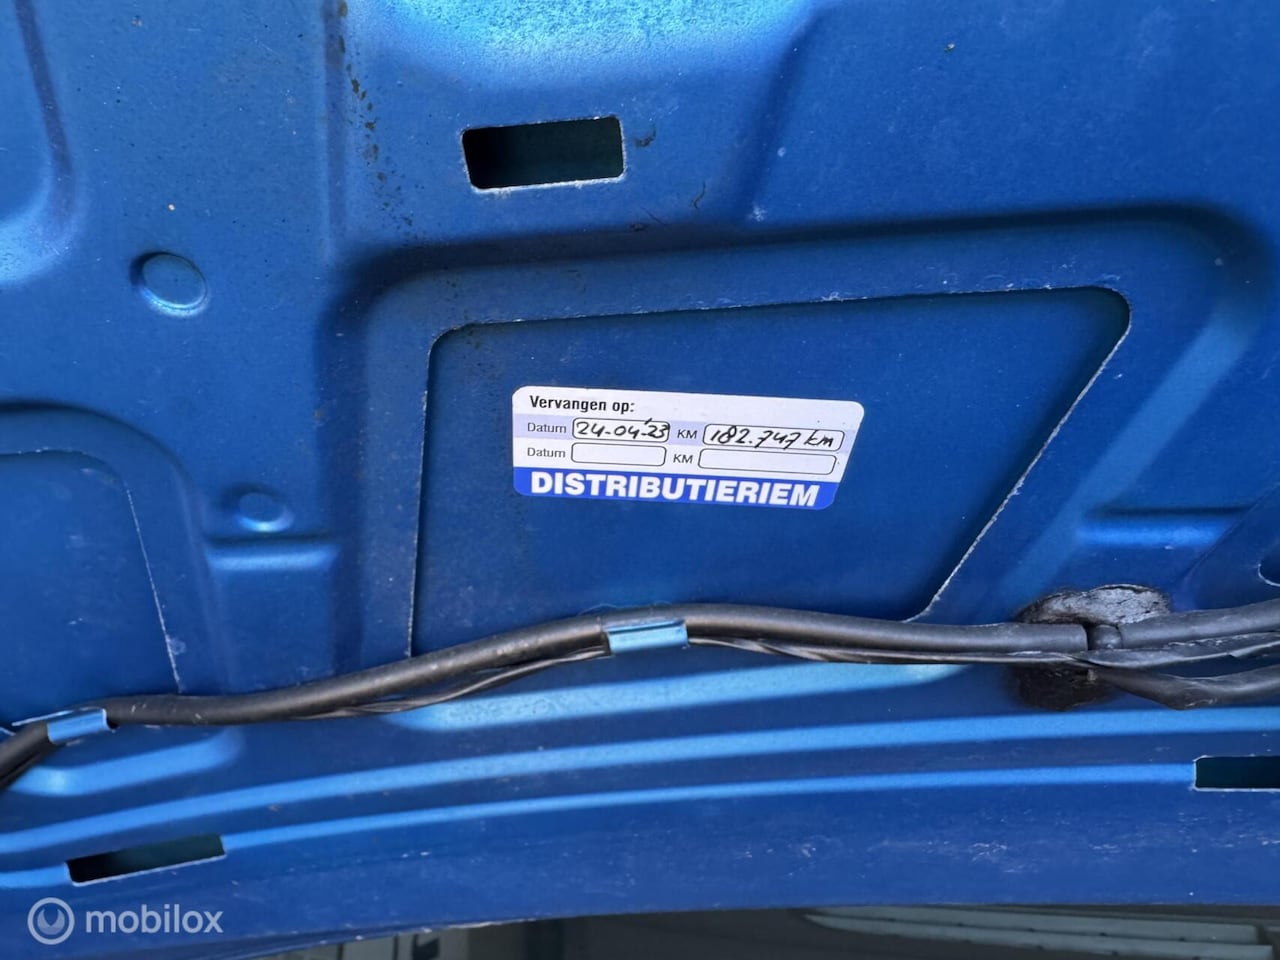 Vervangen op:
Datum 24-04-'23 KM 182.747 km
Datum KM
DISTRIBUTIERIEM
mobilox